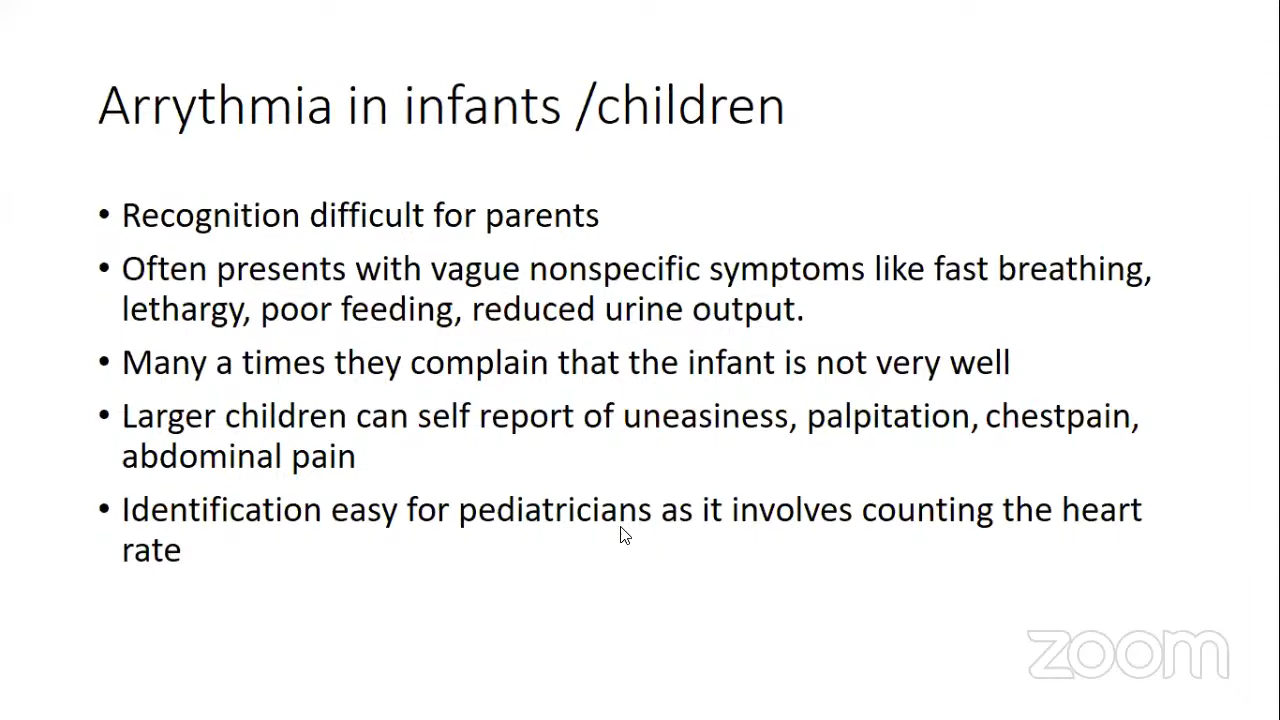 Arrythmia in infants /children
• Recognition difficult for parents
• Often presents with vague nonspecific symptoms like fast breathing,
lethargy, poor feeding, reduced urine output.
• Many a times they complain that the infant is not very well
• Larger children can self report of uneasiness, palpitation, chestpain,
abdominal pain
• Identification easy for pediatricians as it involves counting the heart
rate
zoom